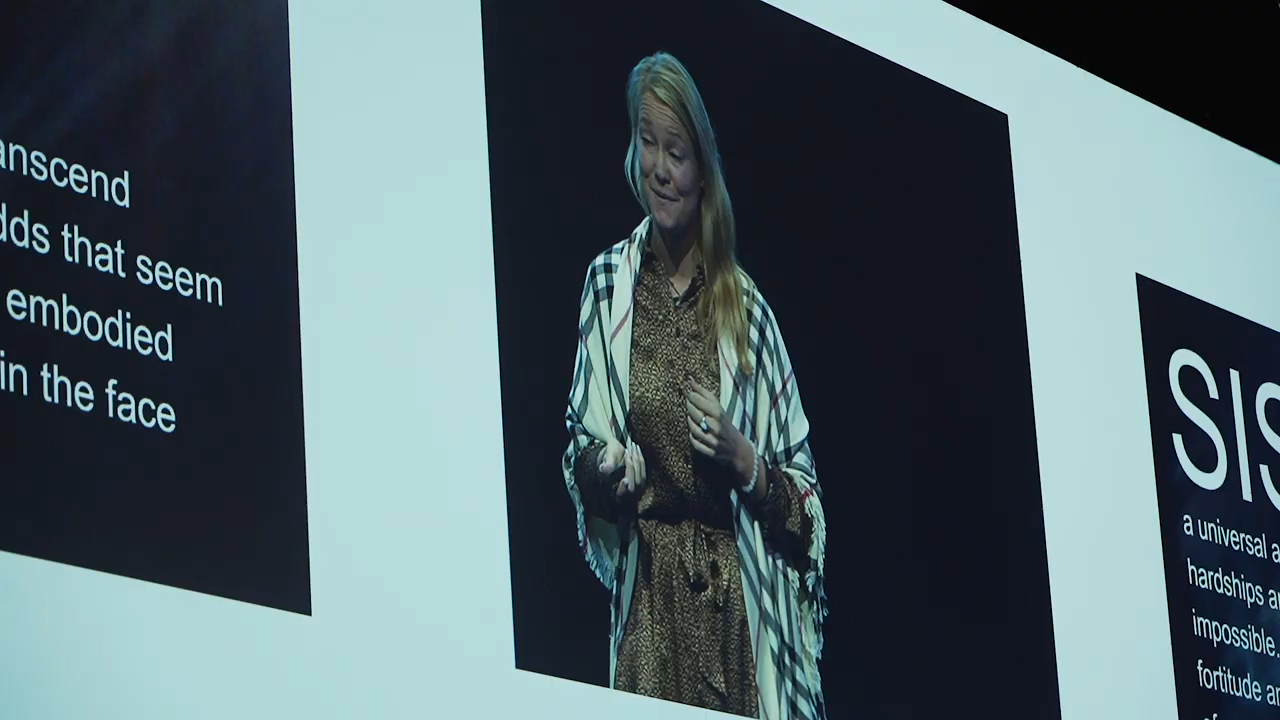 anscend
dds that seem
embodied
in the face
SIS
a universal a
hardships a
impossible.
fortitude a